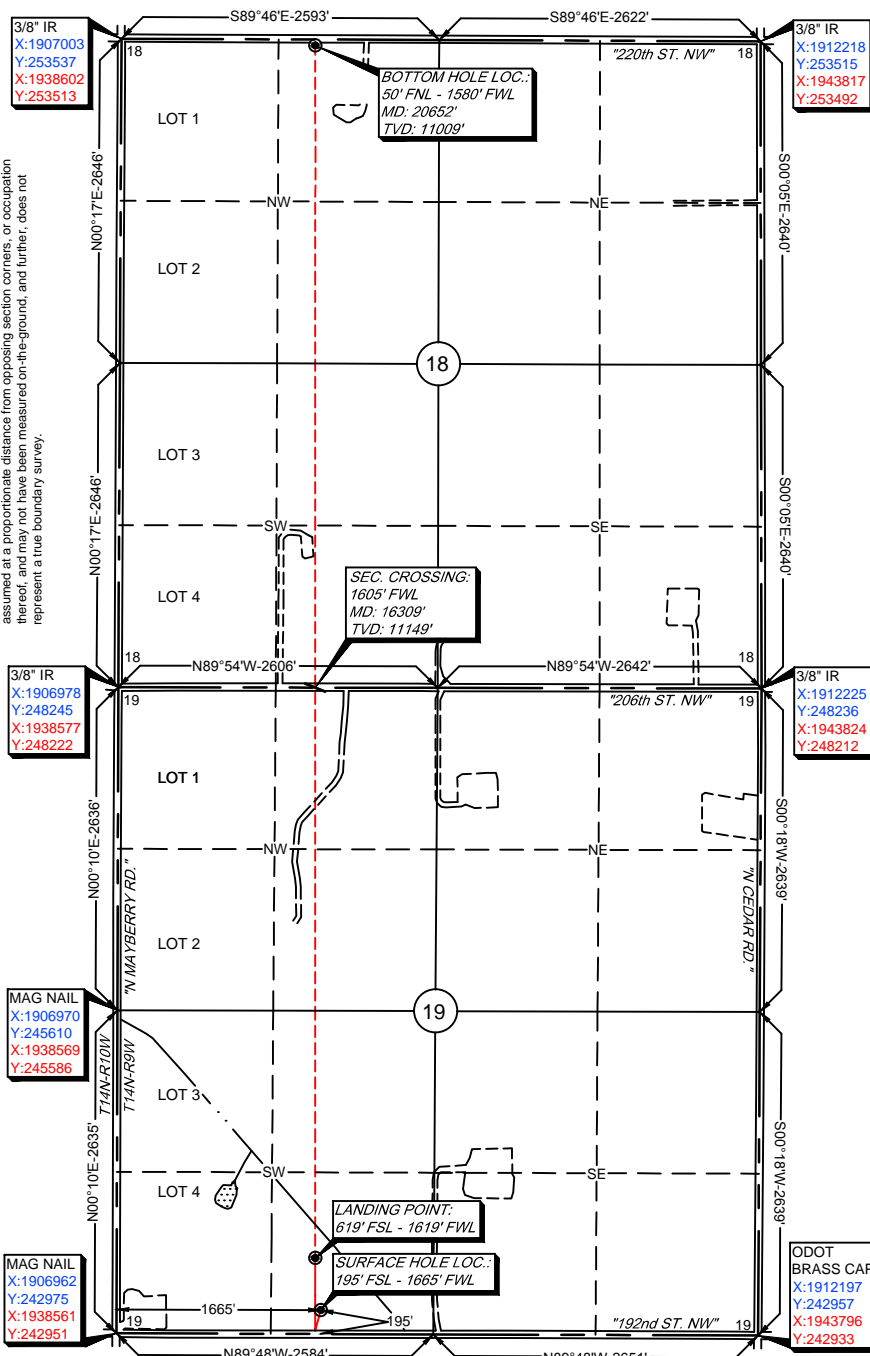 S89°46'E-2593'
S89°46'E-2622'
3/8" IR
X:1907003
Y:253537
X:1938602
Y:253513
3/8" IR
X:1912218
Y:253515
X:1943817
Y:253492
18
"220th ST. NW"
18
BOTTOM HOLE LOC.:
50' FNL - 1580' FWL
MD: 20652'
TVD: 11009'
LOT 1
assumed at a proportionate distance from opposing section corners, or occupation
thereof, and may not have been measured on-the-ground, and further, does not
represent a true boundary survey.
N00°17'E-2646'
S00°05'E-2640'
NW
NE
LOT 2
18
LOT 3
N00°17'E-2646'
S00°05'E-2640'
SW
SE
SEC. CROSSING:
1605' FWL
MD: 16309'
TVD: 11149'
LOT 4
18
18
N89°54'W-2606'
N89°54'W-2642'
3/8" IR
X:1906978
Y:248245
X:1938577
Y:248222
3/8" IR
X:1912225
Y:248236
X:1943824
Y:248212
19
"206th ST. NW"
19
LOT 1
N00°10'E-2636'
S00°18'W-2639'
NW
NE
"N MAYBERRY RD."
"N CEDAR RD."
LOT 2
MAG NAIL
X:1906970
Y:245610
X:1938569
Y:245586
19
T14N-R10W
T14N-R9W
LOT 3
N00°10'E-2635'
S00°18'W-2639'
SW
SE
LOT 4
LANDING POINT:
619' FSL - 1619' FWL
SURFACE HOLE LOC.:
195' FSL - 1665' FWL
MAG NAIL
X:1906962
Y:242975
X:1938561
Y:242951
ODOT
BRASS CAP
X:1912197
Y:242957
X:1943796
Y:242933
1665'
195'
19
"192nd ST. NW"
19
N89°48'W-2584'
N89°48'W-2651'